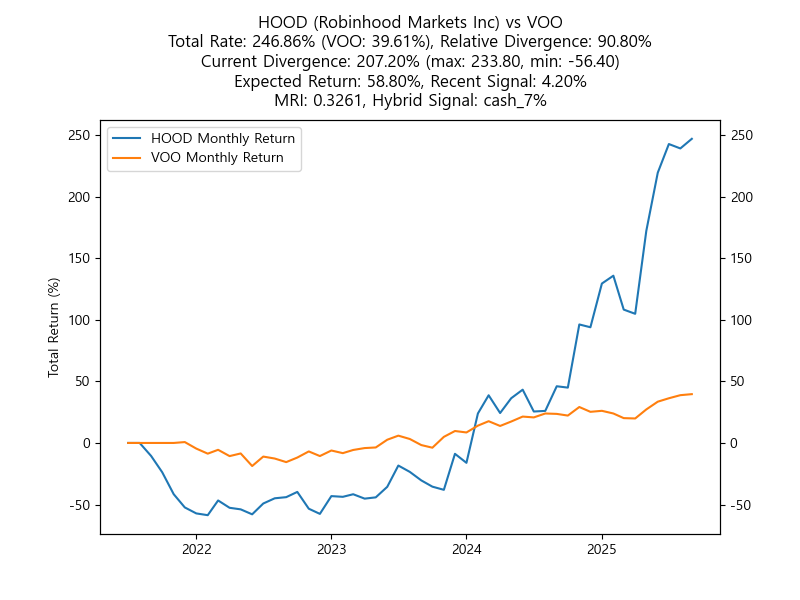 HOOD (Robinhood Markets Inc) vs VOO
Total Rate: 246.86% (VOO: 39.61%), Relative Divergence: 90.80%
Current Divergence: 207.20% (max: 233.80, min: -56.40)
Expected Return: 58.80%, Recent Signal: 4.20%
MRI: 0.3261, Hybrid Signal: cash_7%
HOOD Monthly Return
VOO Monthly Return
Total Return (%)
250
200
150
100
50
0
-50
250
200
150
100
50
0
-50
2022
2023
2024
2025